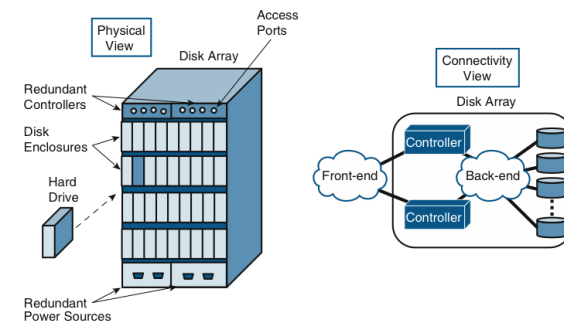 Physical
View
Access
Ports
Disk Array
Redundant
Controllers
Disk
Enclosures
Hard
Drive
Redundant
Power Sources
Connectivity
View
Disk Array
Controller
Front-end
Back-end
Controller